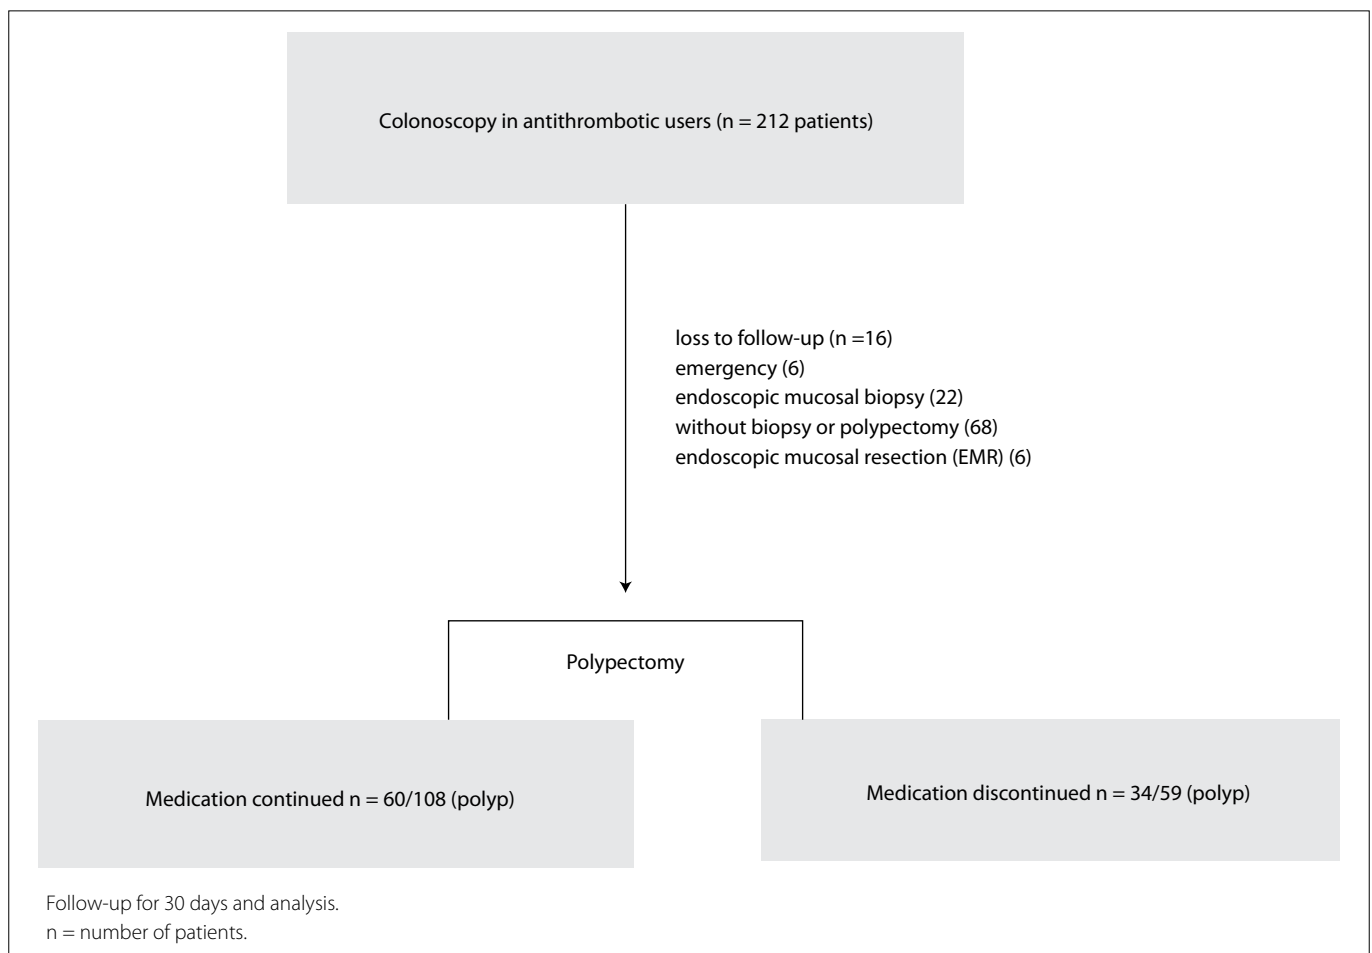 Colonoscopy in antithrombotic users (n = 212 patients)
loss to follow-up (n =16)
emergency (6)
endoscopic mucosal biopsy (22)
without biopsy or polypectomy (68)
endoscopic mucosal resection (EMR) (6)
Polypectomy
Medication continued n = 60/108 (polyp)
Medication discontinued n = 34/59 (polyp)
Follow-up for 30 days and analysis.
n = number of patients.